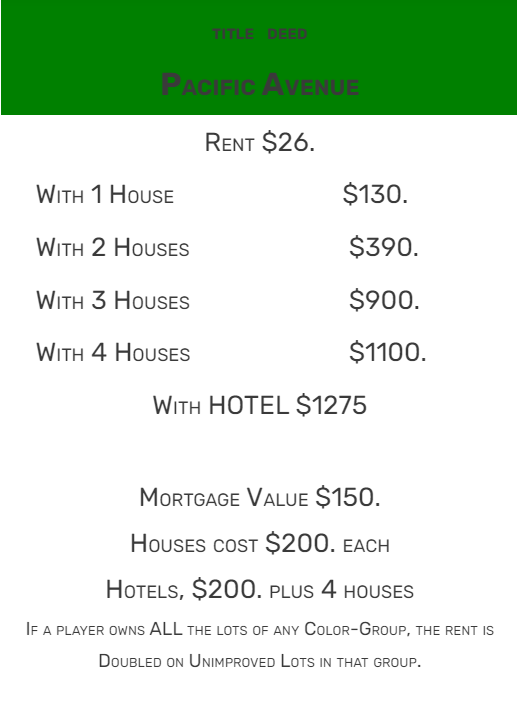 TITLE DEED
PACIFIC AVENUE
RENT $26.
WITH 1 HOUSE $130.
WITH 2 HOUSES $390.
WITH 3 HOUSES $900.
WITH 4 HOUSES $1100.
WITH HOTEL $1275
MORTGAGE VALUE $150.
HOUSES COST $200. EACH
HOTELS, $200. PLUS 4 HOUSES
IF A PLAYER OWNS ALL THE LOTS OF ANY COLOR-GROUP, THE RENT IS
DOUBLED ON UNIMPROVED LOTS IN THAT GROUP.